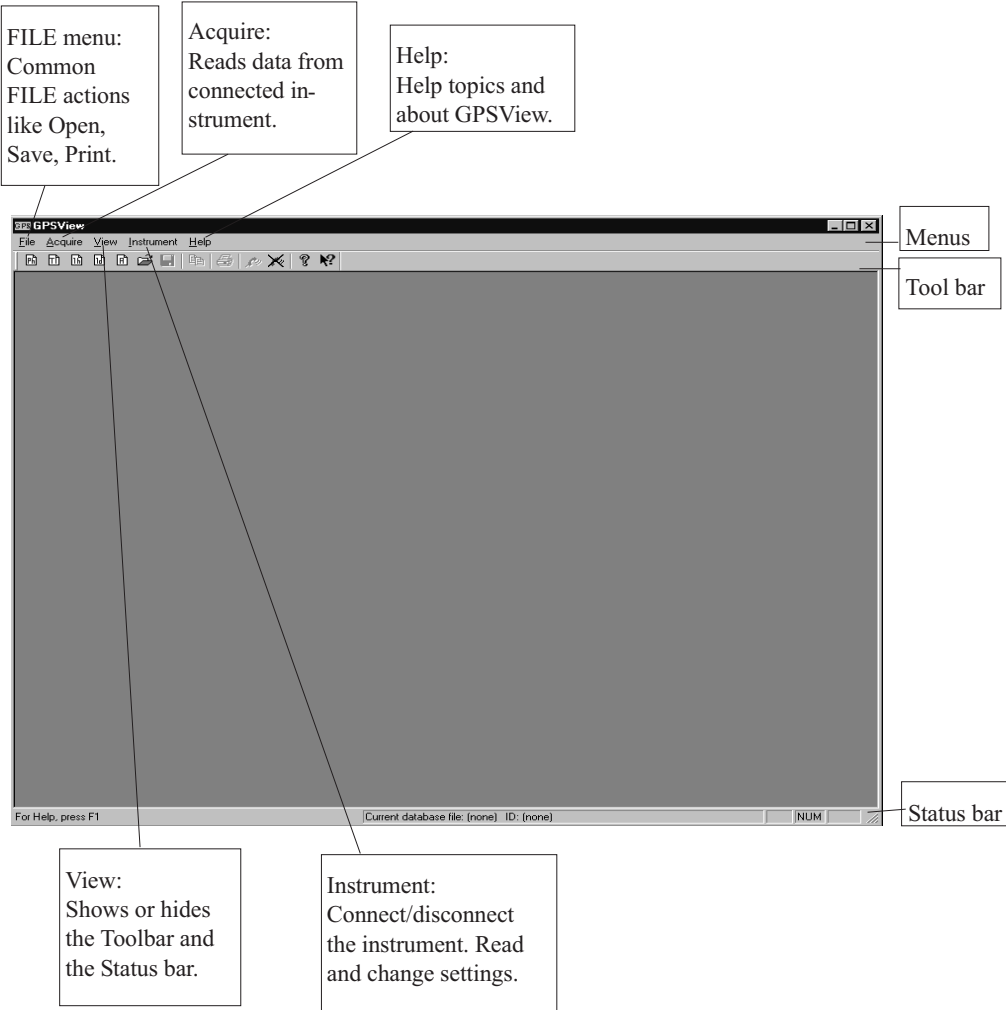 FILE menu:
Common
FILE actions
like Open,
Save, Print.
Acquire:
Reads data from
connected in-
strument.
Help:
Help topics and
about GPSView.
GPS GPSView
File Acquire View Instrument Help
Menus
Tool bar
For Help, press F1
Current database file: (none) ID: (none)
NUM
Status bar
View:
Shows or hides
the Toolbar and
the Status bar.
Instrument:
Connect/disconnect
the instrument. Read
and change settings.